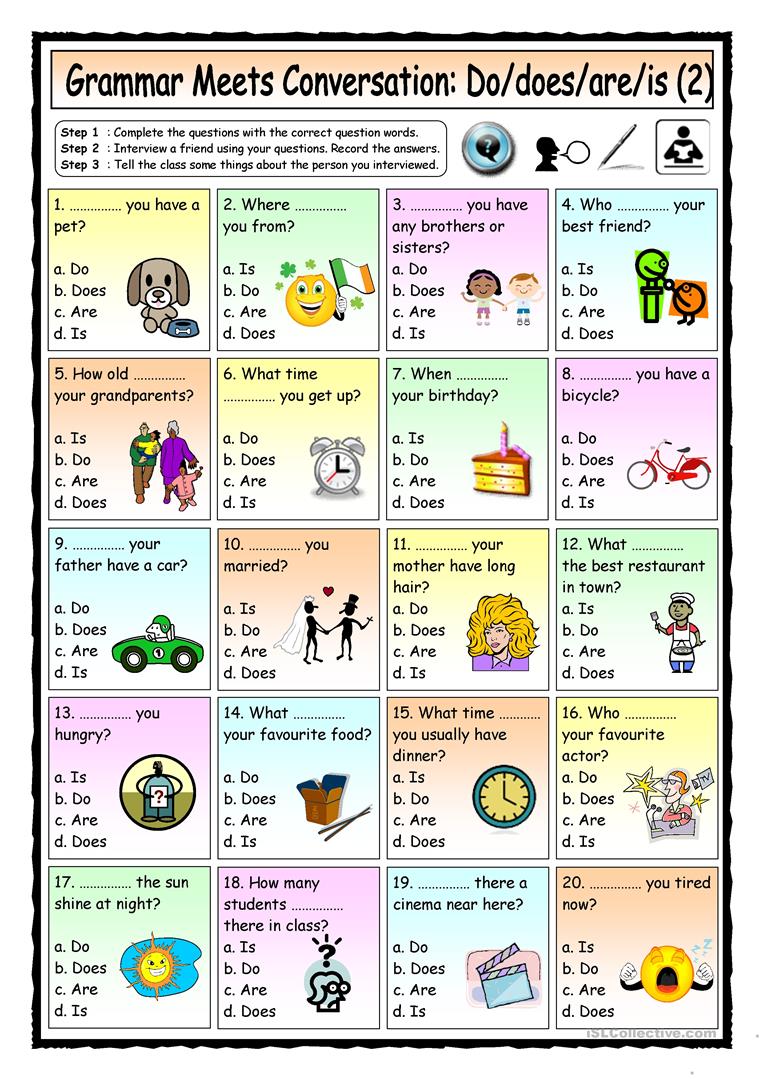 Grammar Meets Conversation: Do/does/are/is (2)
Step 1 : Complete the questions with the correct question words.
Step 2 : Interview a friend using your questions. Record the answers.
Step 3 : Tell the class some things about the person you interviewed.
?
1. .............. you have a
pet?
a. Do
b. Does
c. Are
d. Is
2. Where ..............
you from?
a. Is
b. Do
c. Are
d. Does
3. .............. you have
any brothers or
sisters?
a. Do
b. Does
c. Are
d. Is
4. Who .............. your
best friend?
a. Is
b. Do
c. Are
d. Does
5. How old ..............
your grandparents?
a. Is
b. Do
c. Are
d. Does
6. What time
.............. you get up?
a. Do
b. Does
c. Are
d. Is
7. When ..............
your birthday?
a. Is
b. Do
c. Are
d. Does
8. .............. you have a
bicycle?
a. Do
b. Does
c. Are
d. Is
9. .............. your
father have a car?
a. Do
b. Does
c. Are
d. Is
1
10. .............. you
married?
a. Is
b. Do
c. Are
d. Does
11. .............. your
mother have long
hair?
a. Do
b. Does
c. Are
d. Is
12. What ..............
the best restaurant
in town?
a. Is
b. Do
c. Are
d. Does
13. .............. you
hungry?
a. Is
b. Do
c. Are
d. Does
?
14. What ..............
your favourite food?
a. Do
b. Does
c. Are
d. Is
15. What time ...........
you usually have
dinner?
a. Is
b. Do
c. Are
d. Does
16. Who ..............
your favourite
actor?
a. Do
b. Does
c. Are
d. Is
TV
17. .............. the sun
shine at night?
a. Do
b. Does
c. Are
d. Is
18. How many
students ..............
there in class?
a. Is
b. Do
c. Are
d. Does
?
19. .............. there a
cinema near here?
a. Do
b. Does
c. Are
d. Is
20. .............. you tired
now?
a. Is
b. Do
c. Are
d. Does
zzz
iSLCollective.com